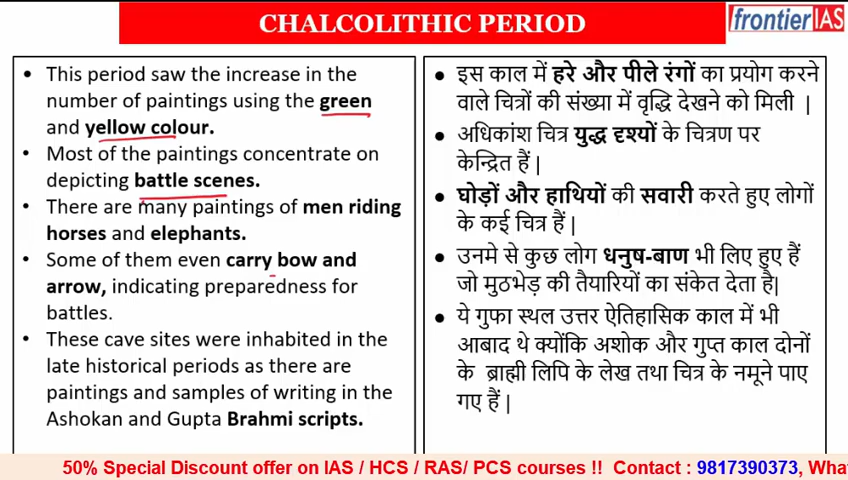 CHALCOLITHIC PERIOD
frontierIAS
• This period saw the increase in the
number of paintings using the green
and yellow colour.
• Most of the paintings concentrate on
depicting battle scenes.
• There are many paintings of men riding
horses and elephants.
• Some of them even carry bow and
arrow, indicating preparedness for
battles.
• These cave sites were inhabited in the
late historical periods as there are
paintings and samples of writing in the
Ashokan and Gupta Brahmi scripts.
• इस काल में हरे और पीले रंगों का प्रयोग करने
वाले चित्रों की संख्या में वृद्धि देखने को मिली |
• अधिकांश चित्र युद्ध दृश्यों के चित्रण पर
केन्द्रित हैं |
• घोड़ों और हाथियों की सवारी करते हुए लोगों
के कई चित्र हैं |
• उनमे से कुछ लोग धनुष-बाण भी लिए हुए हैं
जो मुठभेड़ की तैयारियों का संकेत देता है|
• ये गुफा स्थल उत्तर ऐतिहासिक काल में भी
आबाद थे क्योंकि अशोक और गुप्त काल दोनों
के ब्राह्मी लिपि के लेख तथा चित्र के नमूने पाए
गए हैं |
50% Special Discount offer on IAS / HCS / RAS/ PCS courses !! Contact : 9817390373, Wha